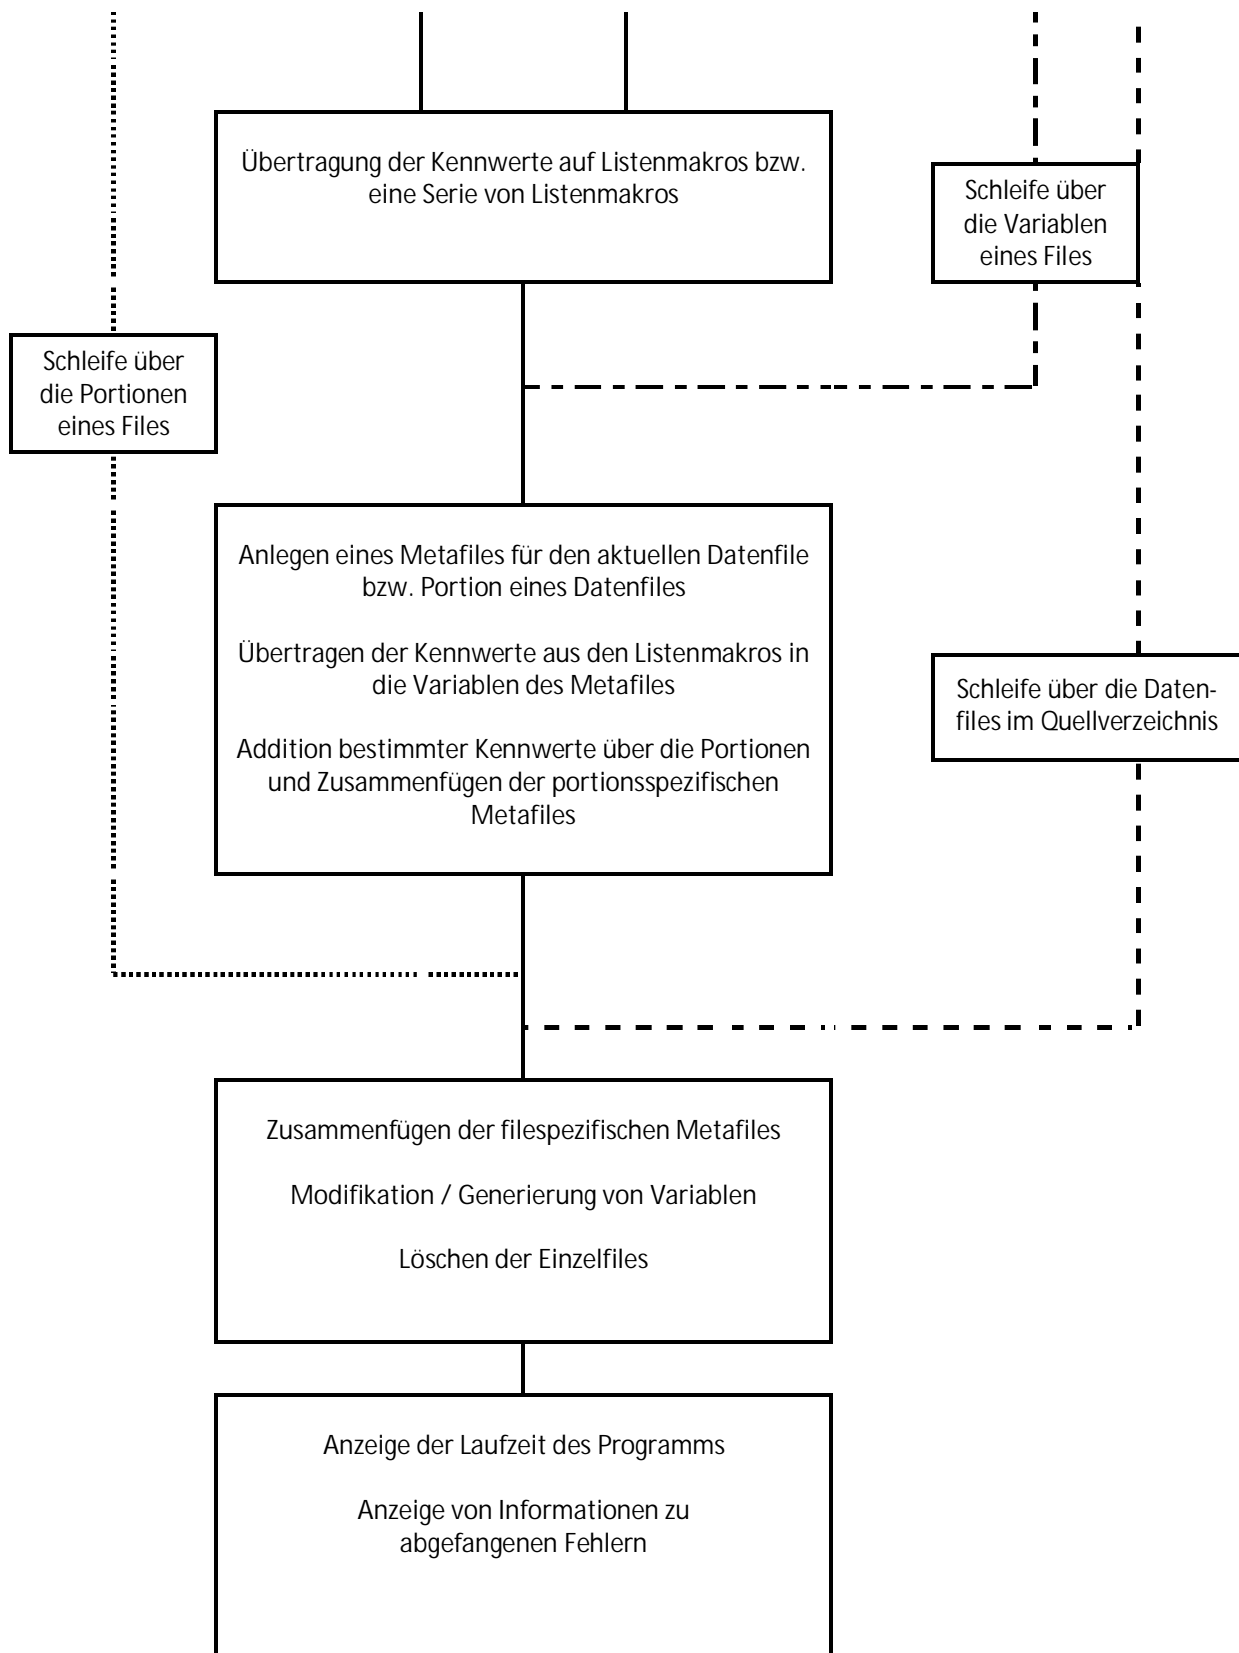 Übertragung der Kennwerte auf Listenmakros bzw.
eine Serie von Listenmakros
Schleife über
die Variablen
eines Files
Schleife über
die Portionen
eines Files
Anlegen eines Metafiles für den aktuellen Datenfile
bzw. Portion eines Datenfiles
Übertragen der Kennwerte aus den Listenmakros in
die Variablen des Metafiles
Addition bestimmter Kennwerte über die Portionen
und Zusammenfügen der portionsspezifischen
Metafiles
Schleife über die Daten-
files im Quellverzeichnis
Zusammenfügen der filespezifischen Metafiles
Modifikation / Generierung von Variablen
Löschen der Einzelfiles
Anzeige der Laufzeit des Programms
Anzeige von Informationen zu
abgefangenen Fehlern